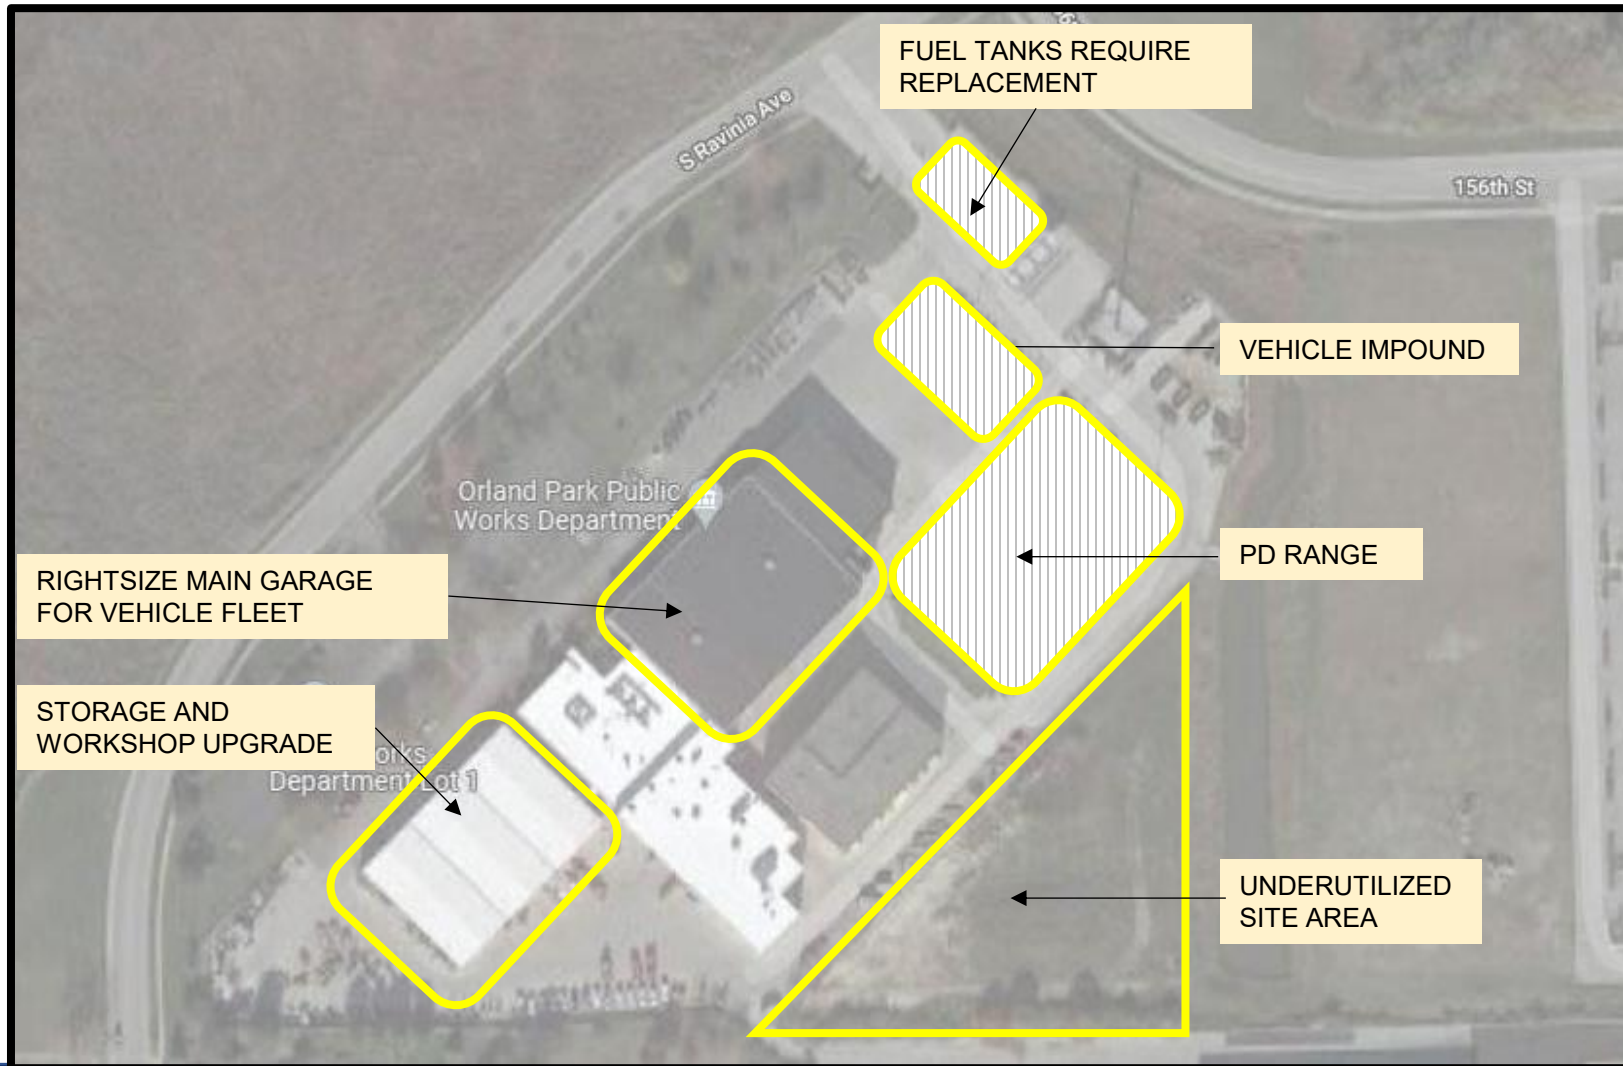 FUEL TANKS REQUIRE
REPLACEMENT
S Ravinia Ave
156th St
VEHICLE IMPOUND
Orland Park Public
Works Department
PD RANGE
RIGHTSIZE MAIN GARAGE
FOR VEHICLE FLEET
STORAGE AND
WORKSHOP UPGRADE
Department Lot 1
UNDERUTILIZED
SITE AREA